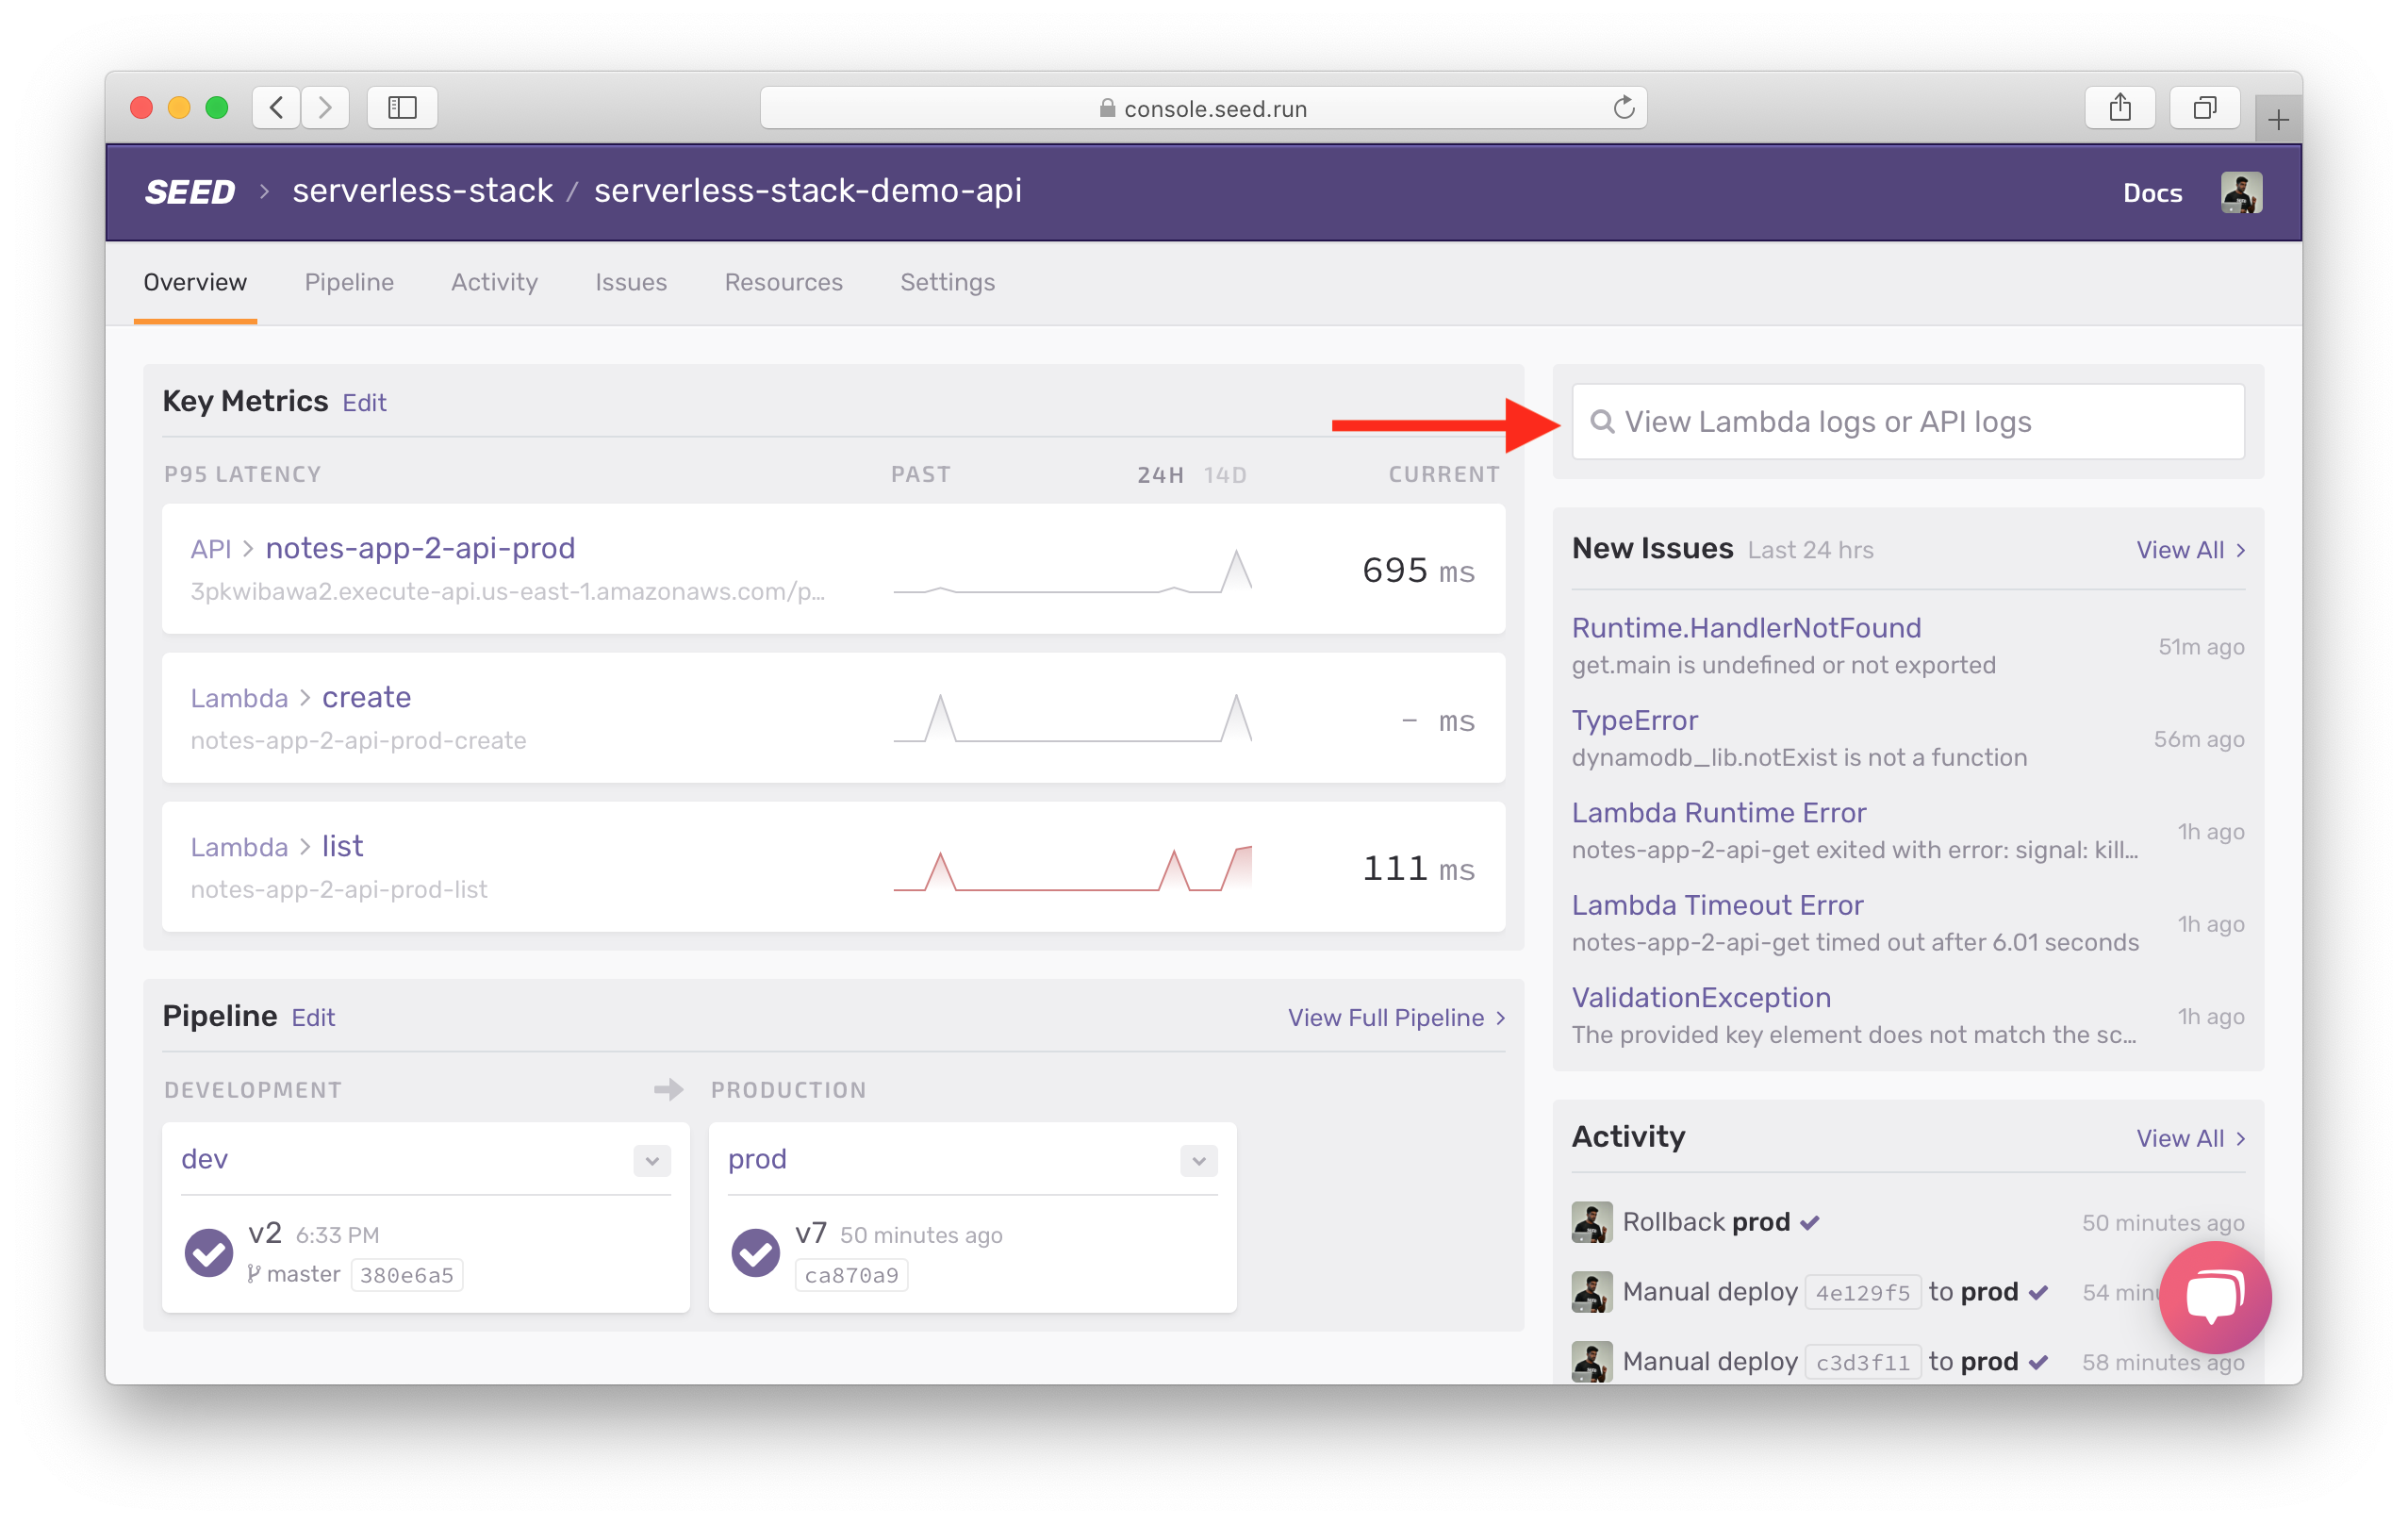 console.seed.run
SEED > serverless-stack / serverless-stack-demo-api
Docs
Overview Pipeline Activity Issues Resources Settings
Key Metrics Edit
P95 LATENCY PAST 24H 14D CURRENT
API > notes-app-2-api-prod
3pkwibawa2.execute-api.us-east-1.amazonaws.com/p...
695 ms
Lambda > create
notes-app-2-api-prod-create
- ms
Lambda > list
notes-app-2-api-prod-list
111 ms
Pipeline Edit
View Full Pipeline >
DEVELOPMENT
PRODUCTION
dev
v2 6:33 PM
master 380e6a5
prod
v7 50 minutes ago
ca870a9
View Lambda logs or API logs
New Issues Last 24 hrs
View All >
Runtime.HandlerNotFound
get.main is undefined or not exported
51m ago
TypeError
dynamodb_lib.notExist is not a function
56m ago
Lambda Runtime Error
notes-app-2-api-get exited with error: signal: kill...
1h ago
Lambda Timeout Error
notes-app-2-api-get timed out after 6.01 seconds
1h ago
ValidationException
The provided key element does not match the sc...
1h ago
Activity
View All >
Rollback prod
50 minutes ago
Manual deploy 4e129f5 to prod
54
Manual deploy c3d3f11 to prod
58 minutes ago